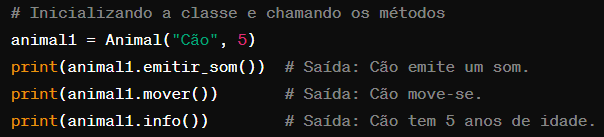 # Inicializando a classe e chamando os métodos
animal1 = Animal("Cão", 5)
print(animal1.emitir_som())  # Saída: Cão emite um som.
print(animal1.mover())       # Saída: Cão move-se.
print(animal1.info())        # Saída: Cão tem 5 anos de idade.